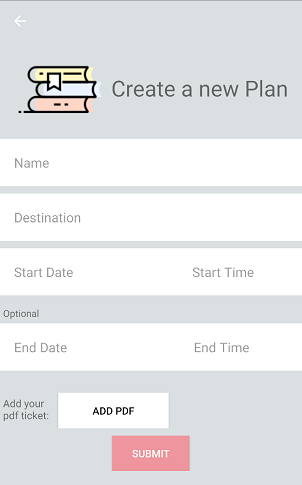 Create a new Plan
Name
Destination
Start Date Start Time
Optional
End Date End Time
Add your
pdf ticket:
ADD PDF
SUBMIT